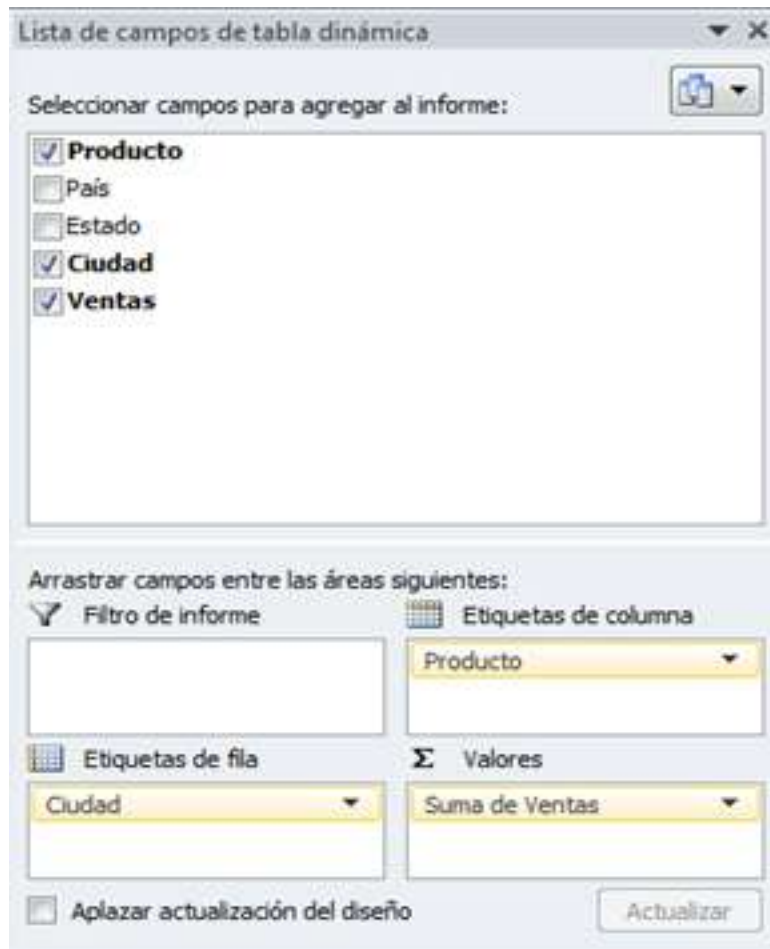 Lista de campos de tabla dinámica
Seleccionar campos para agregar al informe:
Producto
País
Estado
Ciudad
Ventas
Arrastrar campos entre las áreas siguientes:
Filtro de informe
Etiquetas de columna
Producto
Etiquetas de fila
Σ Valores
Ciudad
Suma de Ventas
Aplazar actualización del diseño
Actualizar